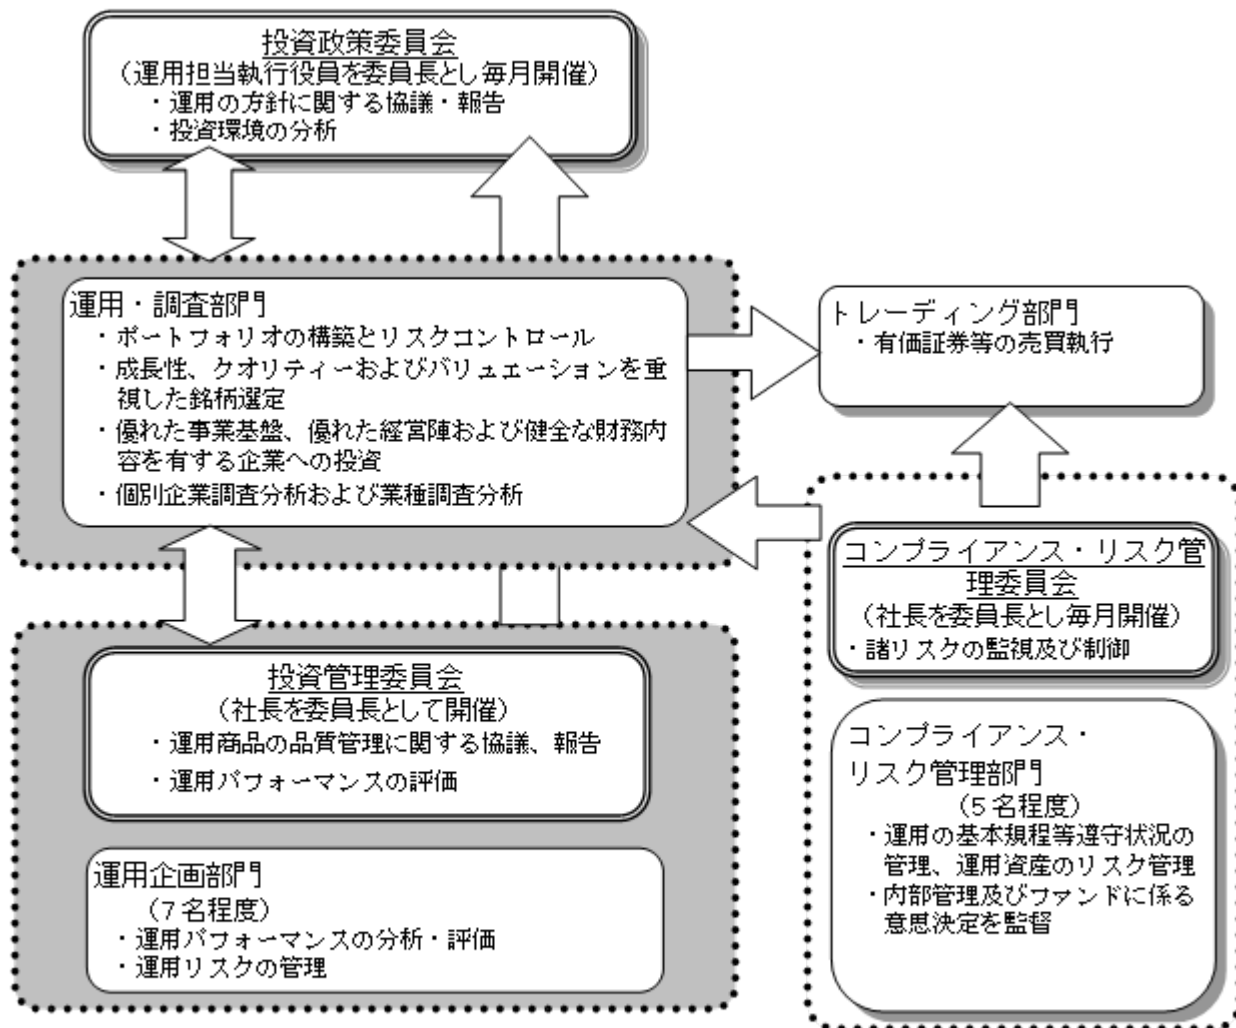 投資政策委員会
(運用担当執行役員を委員長とし毎月開催)
・運用の方針に関する協議・報告
・投資環境の分析
運用・調査部門
・ポートフォリオの構築とリスクコントロール
・成長性、クオリティーおよびバリュエーションを重
視した銘柄選定
・優れた事業基盤、優れた経営陣および健全な財務内
容を有する企業への投資
・個別企業調査分析および業種調査分析
トレーディング部門
・有価証券等の売買執行
コンプライアンス・リスク管
理委員会
(社長を委員長とし毎月開催)
・諸リスクの監視及び制御
投資管理委員会
(社長を委員長として開催)
・運用商品の品質管理に関する協議、報告
・運用パフォーマンスの評価
コンプライアンス・
リスク管理部門
(5名程度)
・運用の基本規程等遵守状況の
管理、運用資産のリスク管理
・内部管理及びファンドに係る
意思決定を監督
運用企画部門
(7名程度)
・運用パフォーマンスの分析・評価
・運用リスクの管理